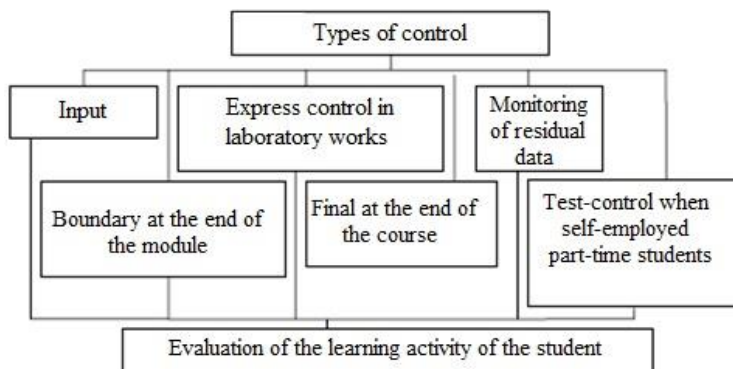 Types of control
Input
Express control in
laboratory works
Monitoring
of residual
data
Boundary at the end of
the module
Final at the end of
the course
Test-control when
self-employed
part-time students
Evaluation of the learning activity of the student